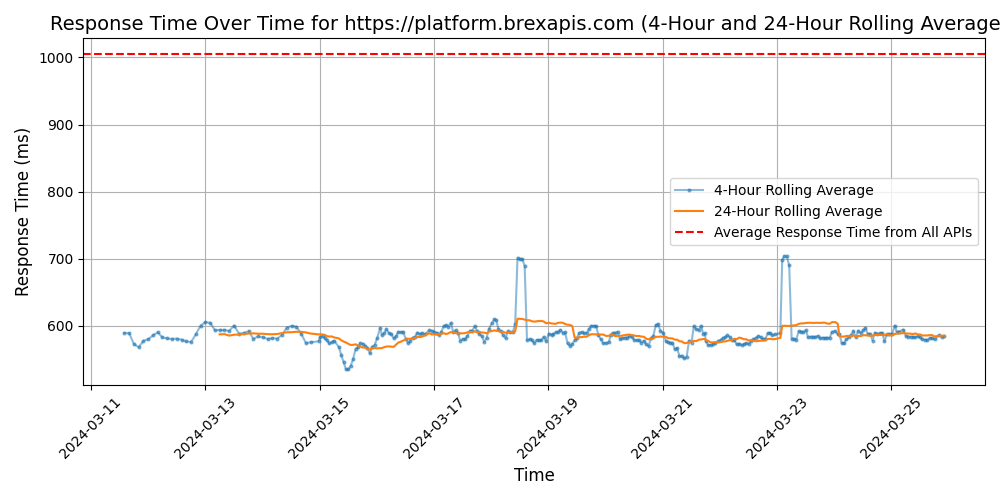 Response Time Over Time for https://platform.brexapis.com (4-Hour and 24-Hour Rolling Average
Response Time (ms)
1000
900
800
700
600
4-Hour Rolling Average
24-Hour Rolling Average
Average Response Time from All APIs
2024-03-11
2024-03-13
2024-03-15
2024-03-17
2024-03-19
2024-03-21
2024-03-23
2024-03-25
Time